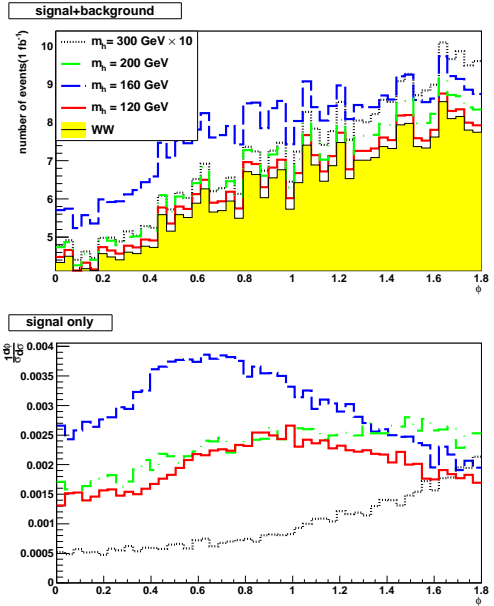 signal+background
number of events(1 fb⁻¹)
m_h = 300 GeV × 10
m_h = 200 GeV
m_h = 160 GeV
m_h = 120 GeV
WW
10
9
8
7
6
5
0 0.2 0.4 0.6 0.8 1 1.2 1.4 1.6 1.8
φ
signal only
0.004
0.0035
0.003
0.0025
0.002
0.0015
0.001
0.0005
0
0 0.2 0.4 0.6 0.8 1 1.2 1.4 1.6 1.8
φ